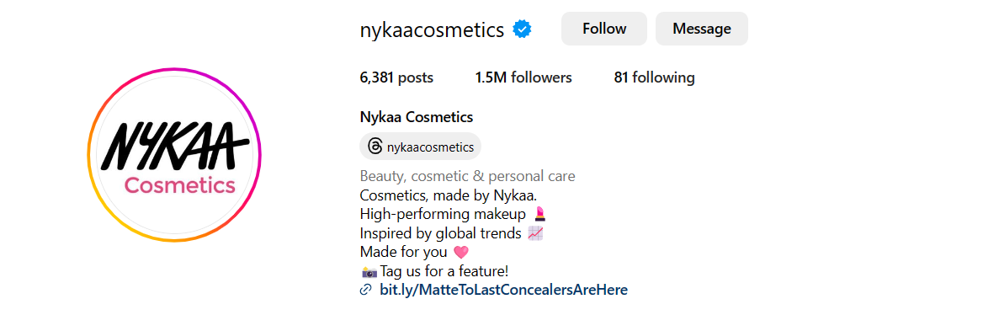 nykaacosmetics Follow Message
6,381 posts 1.5M followers 81 following
NYKAA
Cosmetics
Nykaa Cosmetics
nykaacosmetics
Beauty, cosmetic & personal care
Cosmetics, made by Nykaa.
High-performing makeup 💄
Inspired by global trends 📈
Made for you 💗
📸Tag us for a feature!
bit.ly/MatteToLastConcealersAreHere